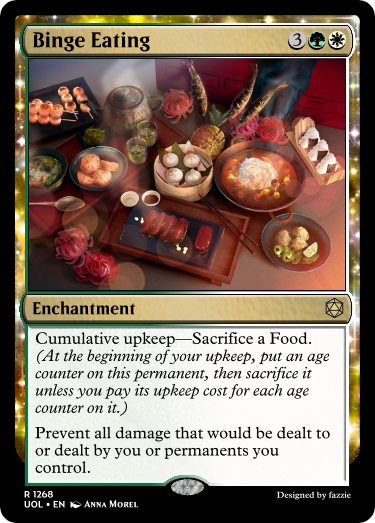 Binge Eating 3
Enchantment
Cumulative upkeep—Sacrifice a Food.
(At the beginning of your upkeep, put an age
counter on this permanent, then sacrifice it
unless you pay its upkeep cost for each age
counter on it.)
Prevent all damage that would be dealt to
or dealt by you or permanents you
control.
R 1268
Designed by fazzie
UOL • EN Anna Morel